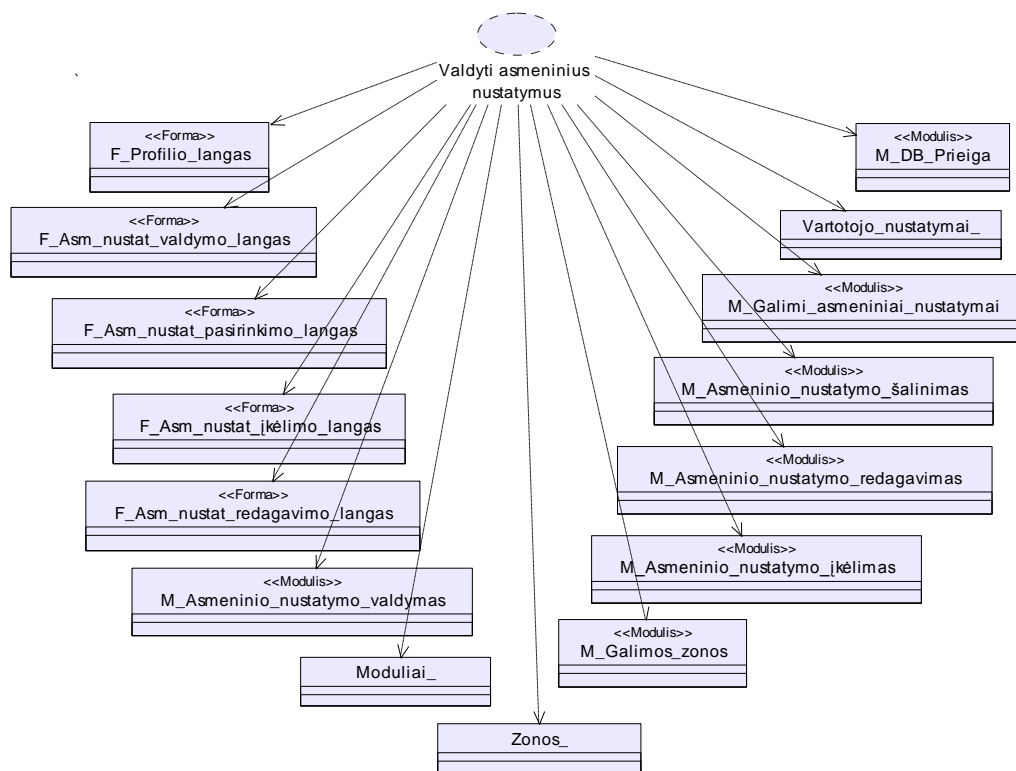 Valdyti asmeninius
nustatymus
<<Forma>>
F_Profilio_langas
<<Modulis>>
M_DB_Prieiga
<<Forma>>
F_Asm_nustat_valdymo_langas
Vartotojo_nustatymai_
<<Forma>>
F_Asm_nustat_pasirinkimo_langas
<<Modulis>>
M_Galimi_asmeniniai_nustatymai
<<Modulis>>
M_Asmeninio_nustatymo_šalinimas
<<Forma>>
F_Asm_nustat_įkėlimo_langas
<<Modulis>>
M_Asmeninio_nustatymo_redagavimas
<<Forma>>
F_Asm_nustat_redagavimo_langas
<<Modulis>>
M_Asmeninio_nustatymo_įkėlimas
<<Modulis>>
M_Asmeninio_nustatymo_valdymas
<<Modulis>>
M_Galimos_zonos
Moduliai_
Zonos_